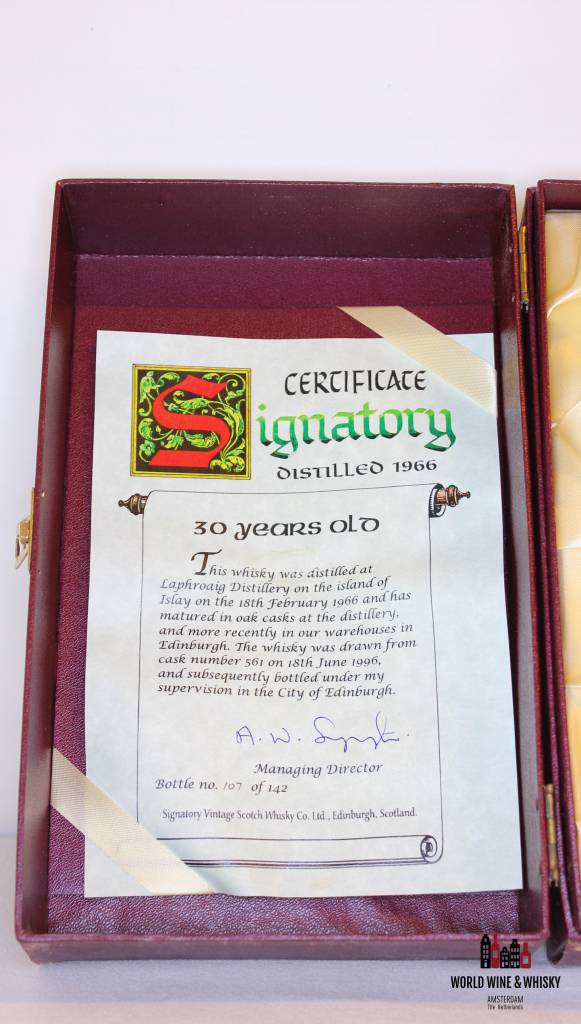 CERTIFICATE
Signatory
DISTILLED 1966
30 years old
This whisky was distilled at
Laphroaig Distillery on the island of
Islay on the 18th February 1966 and has
matured in oak casks at the distillery,
and more recently in our warehouses in
Edinburgh. The whisky was drawn from
cask number 561 on 18th June 1996,
and subsequently bottled under my
supervision in the City of Edinburgh.
A. W.
Managing Director
Bottle no. 107 of 142
Signatory Vintage Scotch Whisky Co. Ltd., Edinburgh, Scotland.
WORLD WINE & WHISKY
AMSTERDAM
The Netherlands